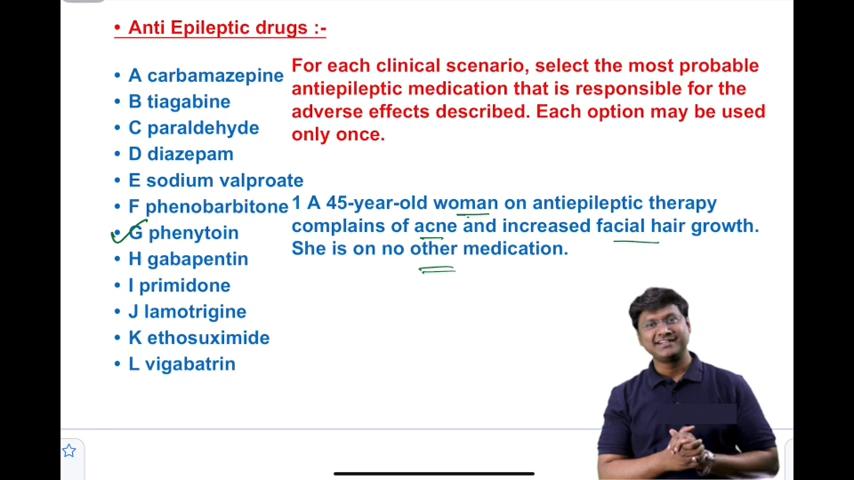 • Anti Epileptic drugs :-
• A carbamazepine
• B tiagabine
• C paraldehyde
• D diazepam
• E sodium valproate
• F phenobarbitone
• G phenytoin
• H gabapentin
• I primidone
• J lamotrigine
• K ethosuximide
• L vigabatrin
For each clinical scenario, select the most probable
antiepileptic medication that is responsible for the
adverse effects described. Each option may be used
only once.
1 A 45-year-old woman on antiepileptic therapy
complains of acne and increased facial hair growth.
She is on no other medication.